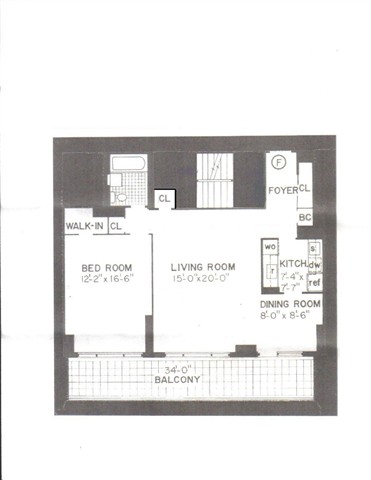 F
FOYER
CL
CL
BC
WALK-IN
CL
BED ROOM
12'-2" x 16'-6"
LIVING ROOM
15'-0" x 20'-0"
WO
r
KITCH.
7'-4" x
7'-7"
s
dw
ref
DINING ROOM
8'-0" x 8'-6"
34'-0"
BALCONY